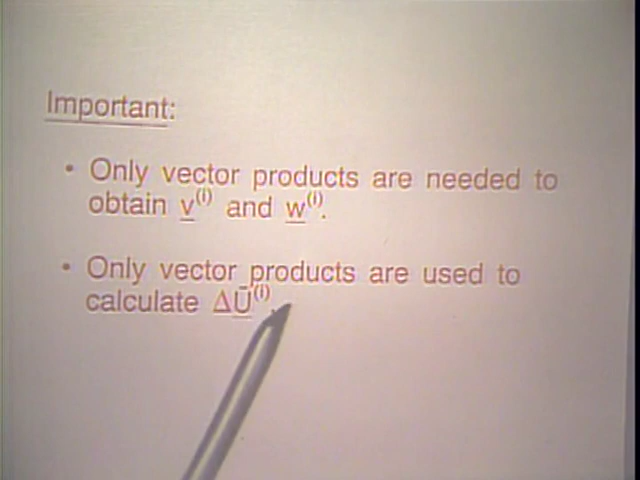 Important:
• Only vector products are needed to
obtain v⁽ⁱ⁾ and w⁽ⁱ⁾.
• Only vector products are used to
calculate ΔŪ⁽ⁱ⁾